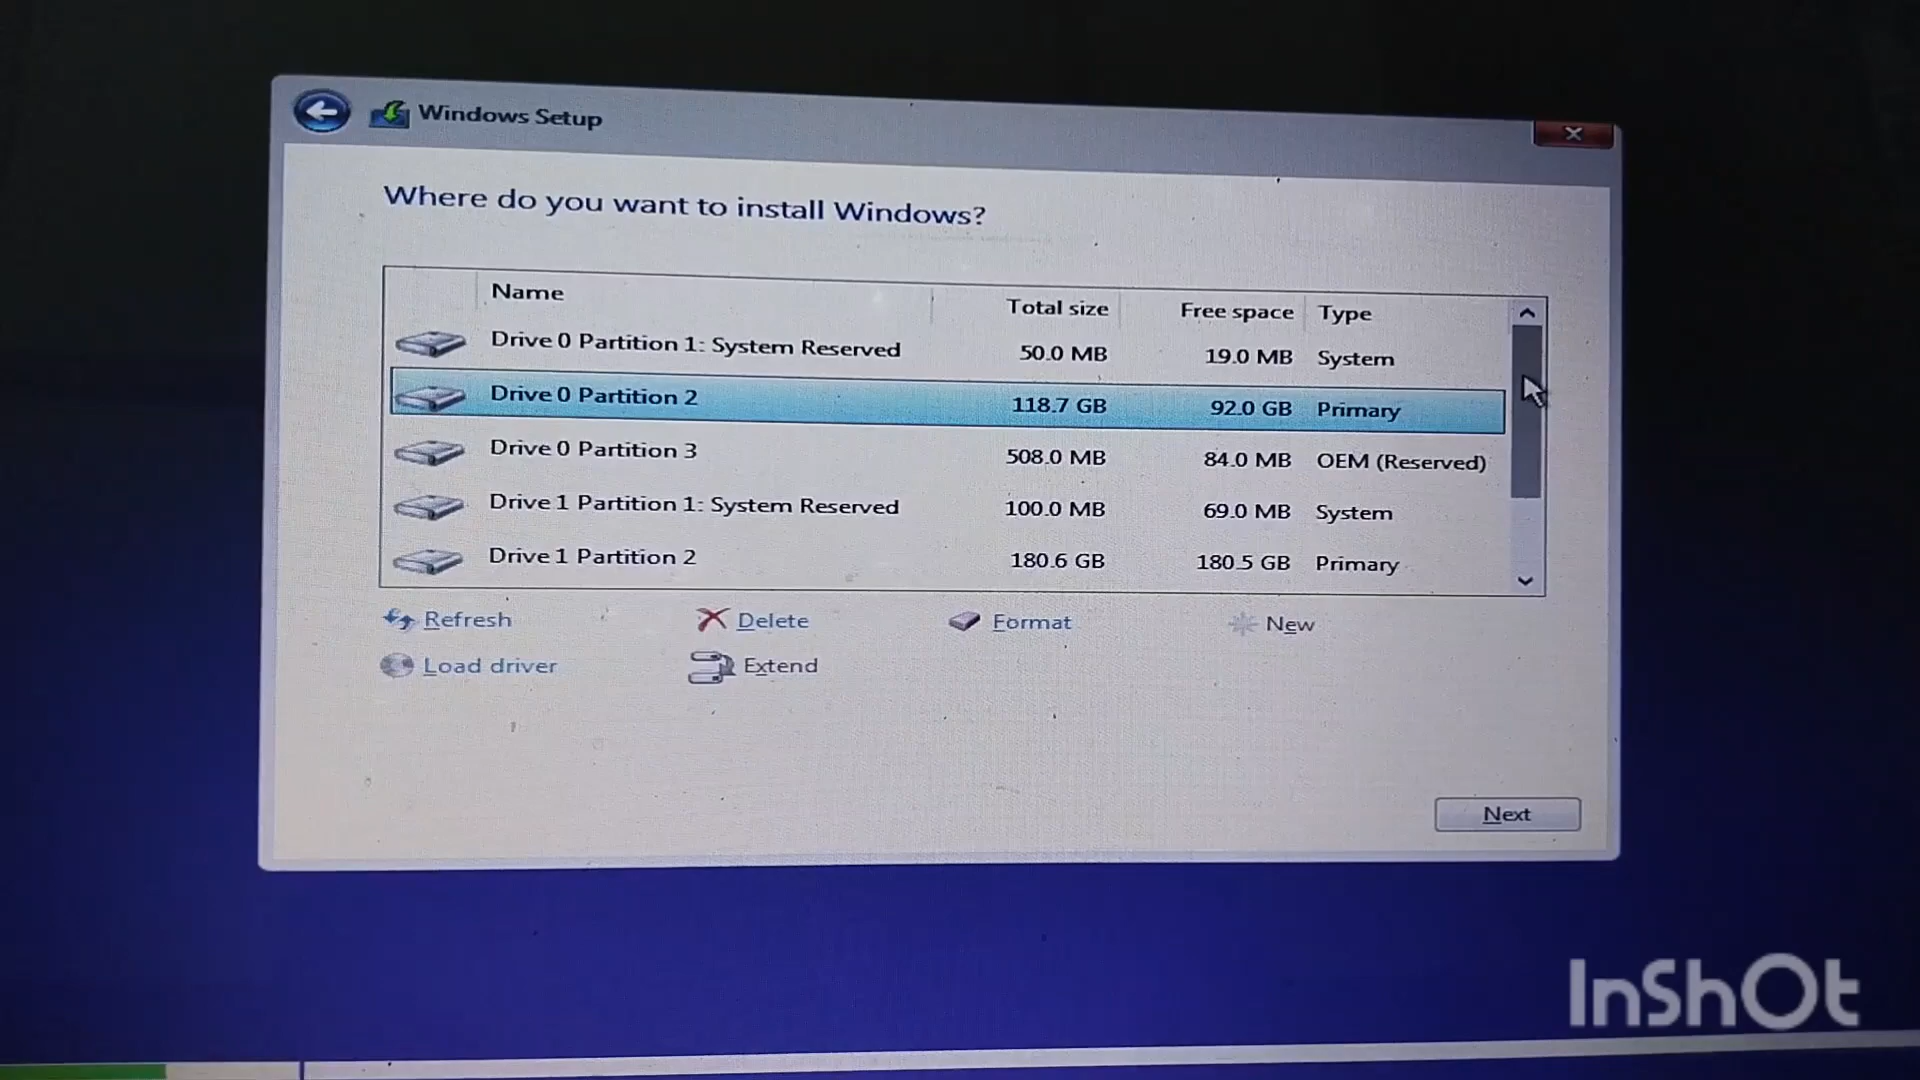 Windows Setup
Where do you want to install Windows?
Name Total size Free space Type
Drive 0 Partition 1: System Reserved 50.0 MB 19.0 MB System
Drive 0 Partition 2 118.7 GB 92.0 GB Primary
Drive 0 Partition 3 508.0 MB 84.0 MB OEM (Reserved)
Drive 1 Partition 1: System Reserved 100.0 MB 69.0 MB System
Drive 1 Partition 2 180.6 GB 180.5 GB Primary
Refresh Delete Format New
Load driver Extend
Next
InShOt